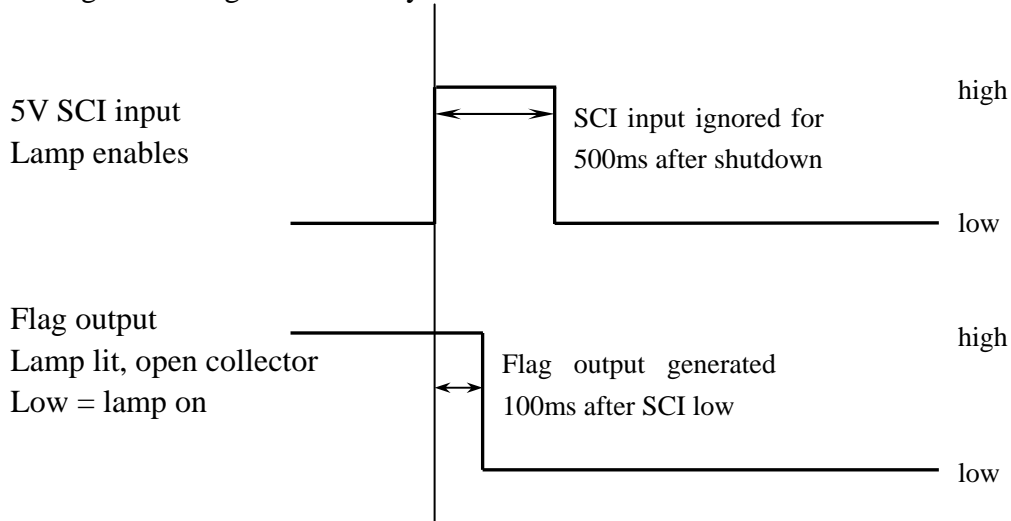 high
5V SCI input
Lamp enables
SCI input ignored for
500ms after shutdown
low
Flag output
Lamp lit, open collector
Low = lamp on
high
Flag output generated
100ms after SCI low
low